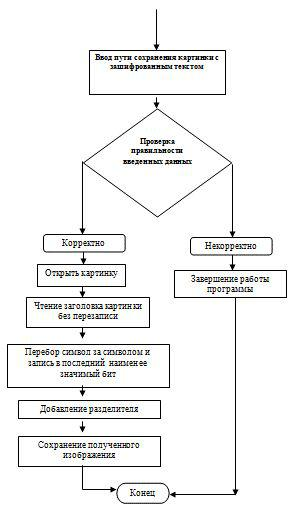 Ввод пути сохранения картинки с
зашифрованным текстом
Проверка
правильности
введенных данных
Корректно
Некорректно
Открыть картинку
Завершение работы
программы
Чтение заголовка картинки
без перезаписи
Перебор символ за символом и
запись в последний наименее
значимый бит
Добавление разделителя
Сохранение полученного
изображения
Конец